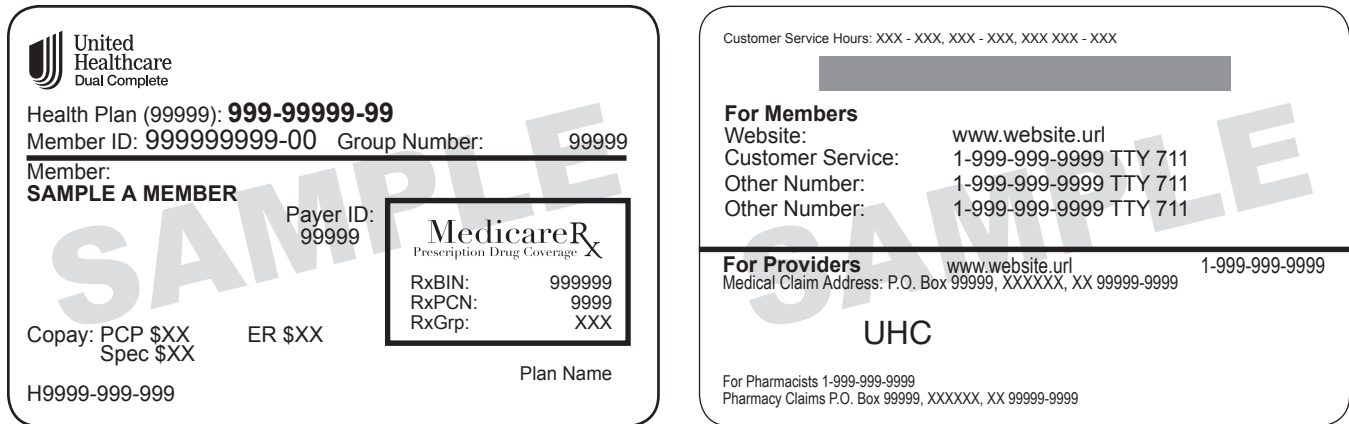 United
Healthcare
Dual Complete
Health Plan (99999): 999-99999-99
Member ID: 999999999-00 Group Number: 99999
Member:
SAMPLE A MEMBER
Payer ID:
99999
MedicareRx
Prescription Drug Coverage
RxBIN: 999999
RxPCN: 9999
RxGrp: XXX
Copay: PCP $XX ER $XX
Spec $XX
Plan Name
H9999-999-999
SAMPLE
Customer Service Hours: XXX - XXX, XXX - XXX, XXX XXX - XXX
For Members
Website: www.website.url
Customer Service: 1-999-999-9999 TTY 711
Other Number: 1-999-999-9999 TTY 711
Other Number: 1-999-999-9999 TTY 711
For Providers www.website.url 1-999-999-9999
Medical Claim Address: P.O. Box 99999, XXXXXX, XX 99999-9999
UHC
For Pharmacists 1-999-999-9999
Pharmacy Claims P.O. Box 99999, XXXXXX, XX 99999-9999
SAMPLE